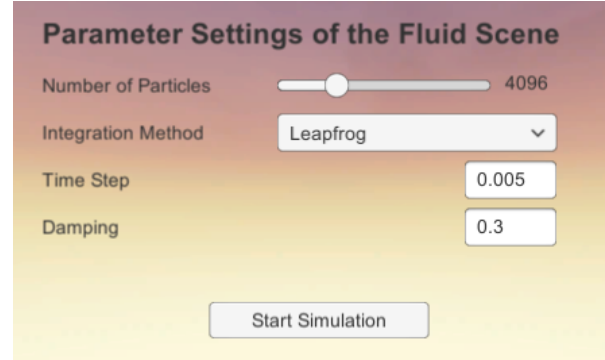 Parameter Settings of the Fluid Scene
Number of Particles 4096
Integration Method Leapfrog
Time Step 0.005
Damping 0.3
Start Simulation